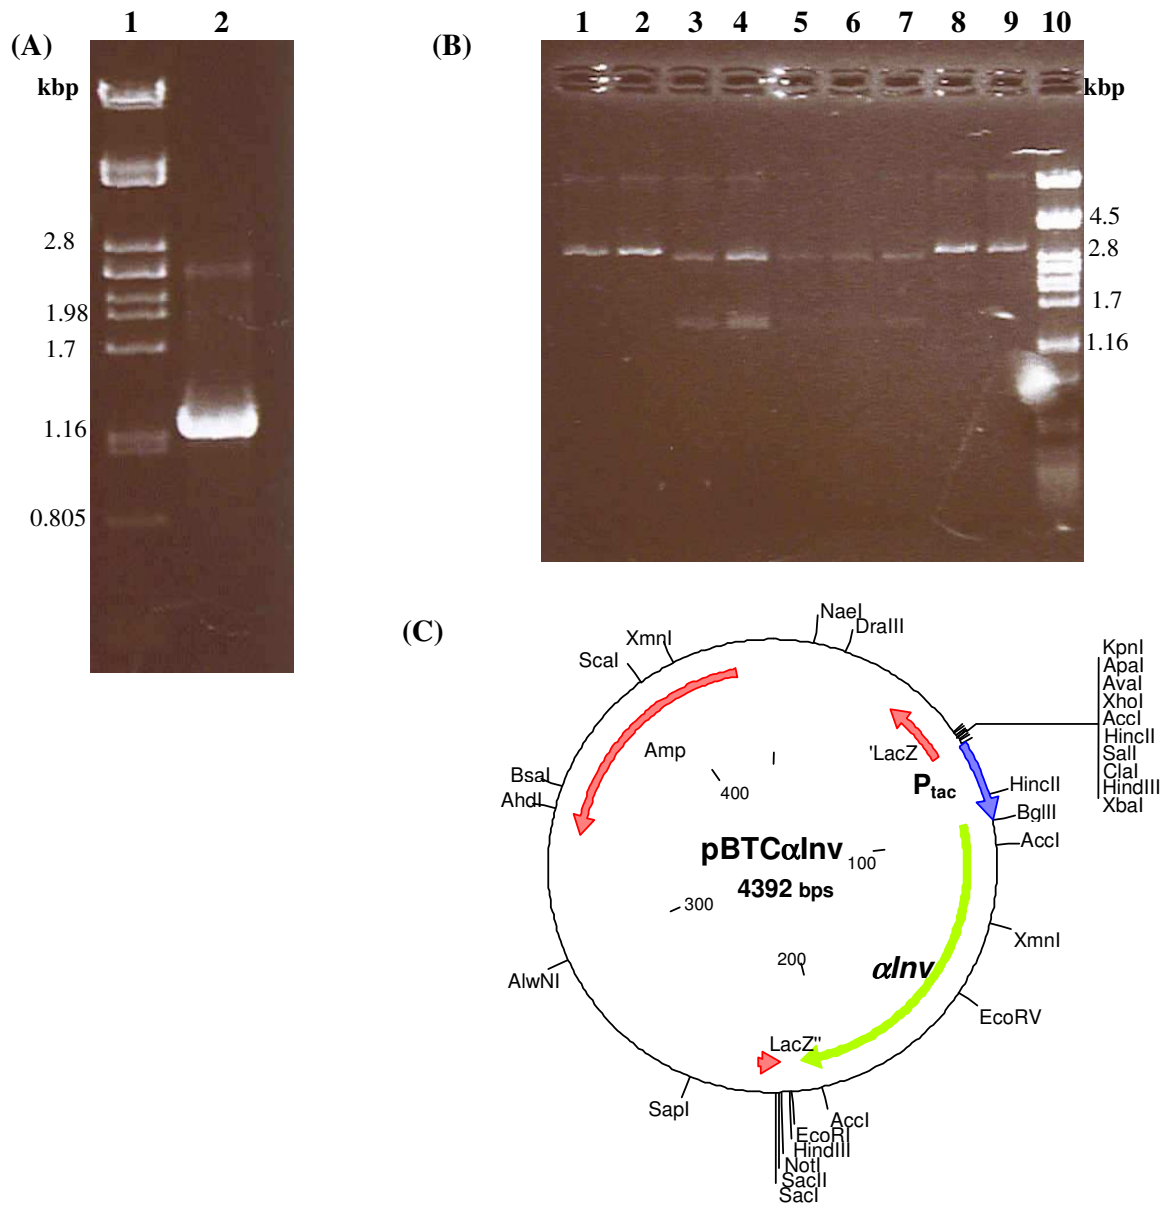 (A)
1 2
kbp
2.8
1.98
1.7
1.16
0.805
(B)
1 2 3 4 5 6 7 8 9 10
kbp
4.5
2.8
1.7
1.16
(C)
NaeI
DraIII
XmnI
ScaI
KpnI
ApaI
AvaI
XhoI
AccI
HincII
SalI
ClaI
HindIII
XbaI
'LacZ
Amp
Ptac
BsaI
AhdI
400
HincII
BglII
AccI
pBTCαInv
100
4392 bps
300
XmnI
200
αInv
AlwNI
EcoRV
LacZ''
SapI
AccI
EcoRI
HindIII
NotI
SacII
SacI